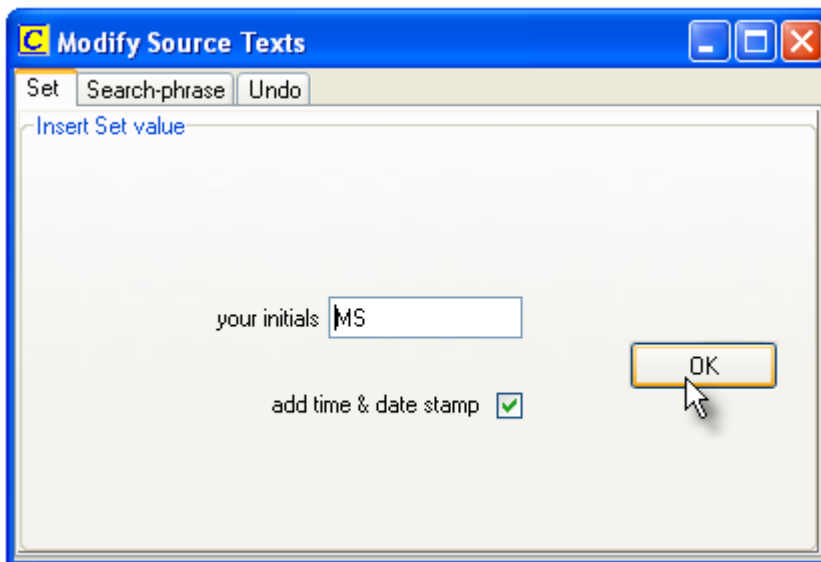 C Modify Source Texts
Set Search-phrase Undo
Insert Set value
your initials MS
OK
add time & date stamp